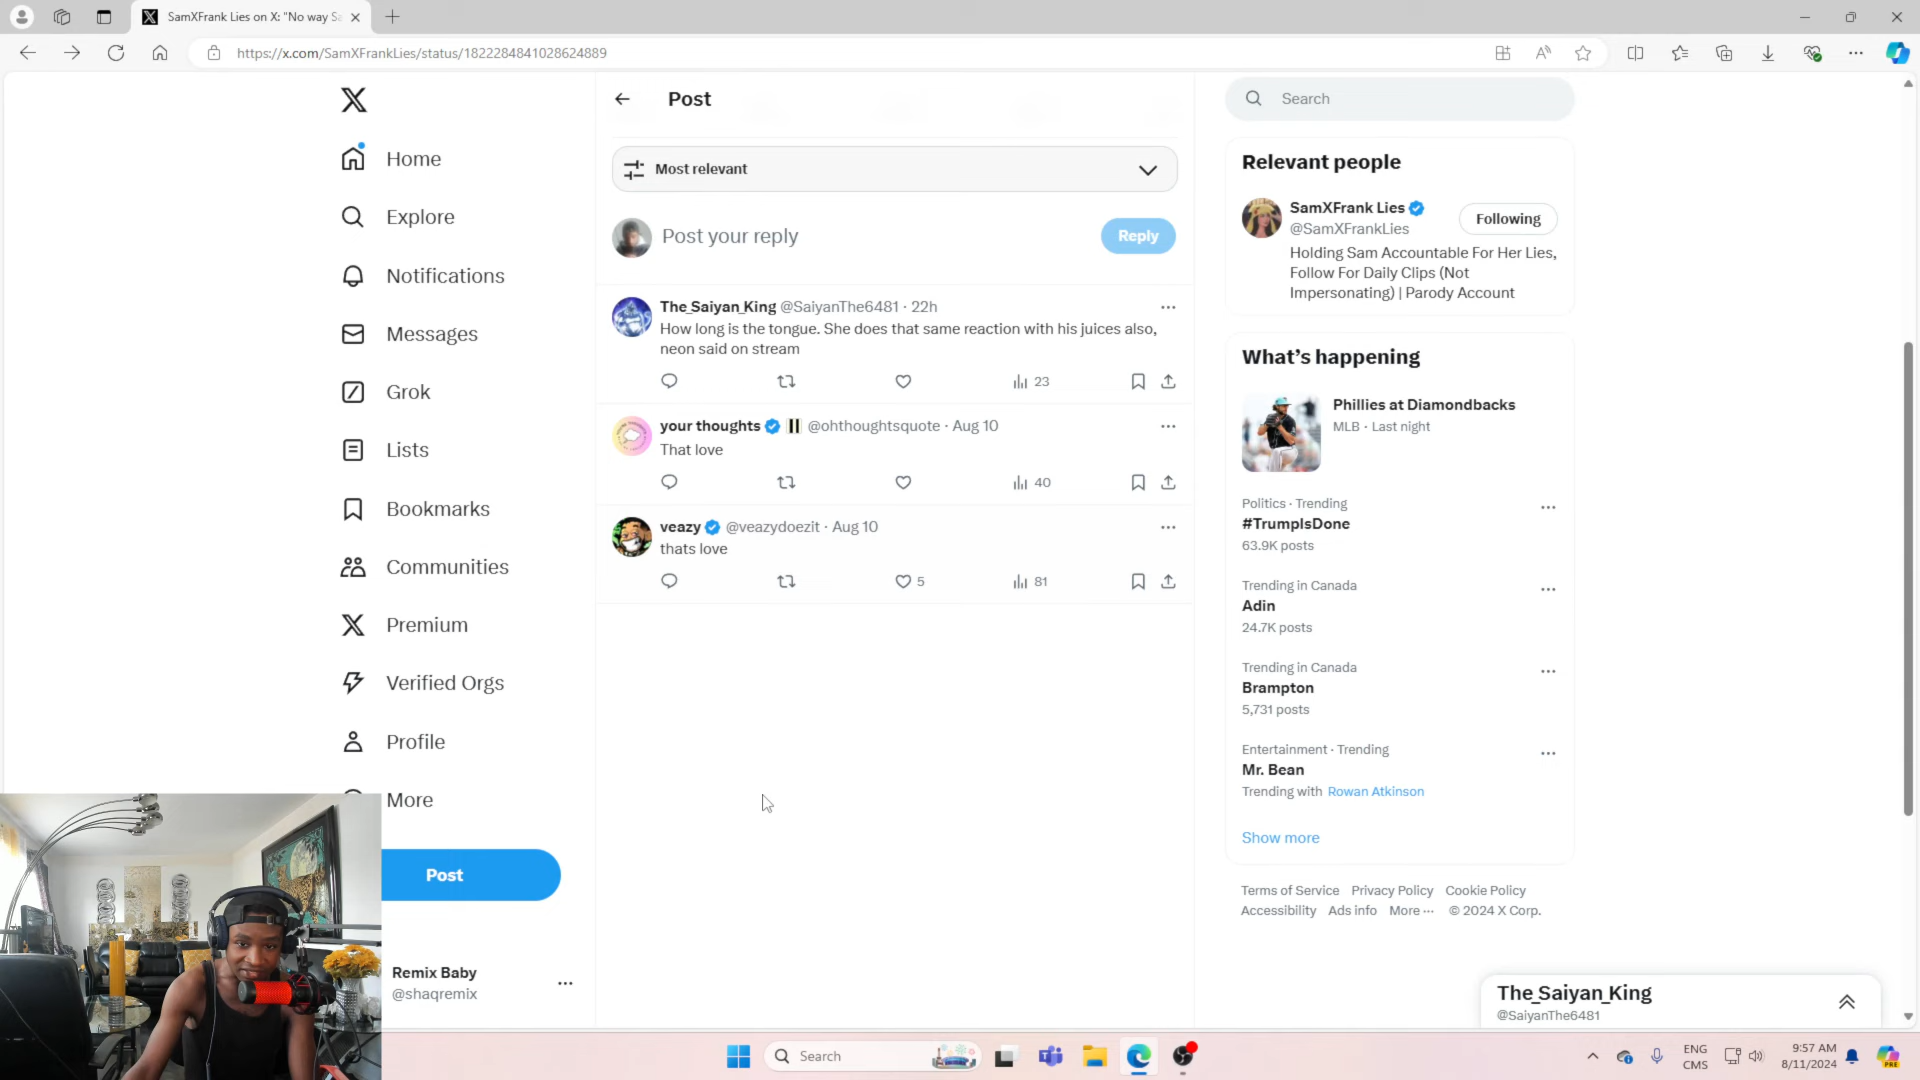 SamXFrank Lies on X: "No way Sa
https://x.com/SamXFrankLies/status/1822284841028624889
Home
Explore
Notifications
Messages
Grok
Lists
Bookmarks
Communities
Premium
Verified Orgs
Profile
More
Post
Remix Baby
@shaqremix
Post
Most relevant
Post your reply
Reply
The_Saiyan_King @SaiyanThe6481 · 22h
How long is the tongue. She does that same reaction with his juices also,
neon said on stream
23
your thoughts @ohthoughtsquote · Aug 10
That love
40
veazy @veazydoezit · Aug 10
thats love
5 81
Search
Relevant people
SamXFrank Lies
@SamXFrankLies
Following
Holding Sam Accountable For Her Lies,
Follow For Daily Clips (Not
Impersonating) | Parody Account
What's happening
Phillies at Diamondbacks
MLB · Last night
Politics · Trending
#TrumpIsDone
63.9K posts
Trending in Canada
Adin
24.7K posts
Trending in Canada
Brampton
5,731 posts
Entertainment · Trending
Mr. Bean
Trending with Rowan Atkinson
Show more
Terms of Service Privacy Policy Cookie Policy
Accessibility Ads info More ··· © 2024 X Corp.
The_Saiyan_King
@SaiyanThe6481
Search
ENG
CMS
9:57 AM
8/11/2024
PRE